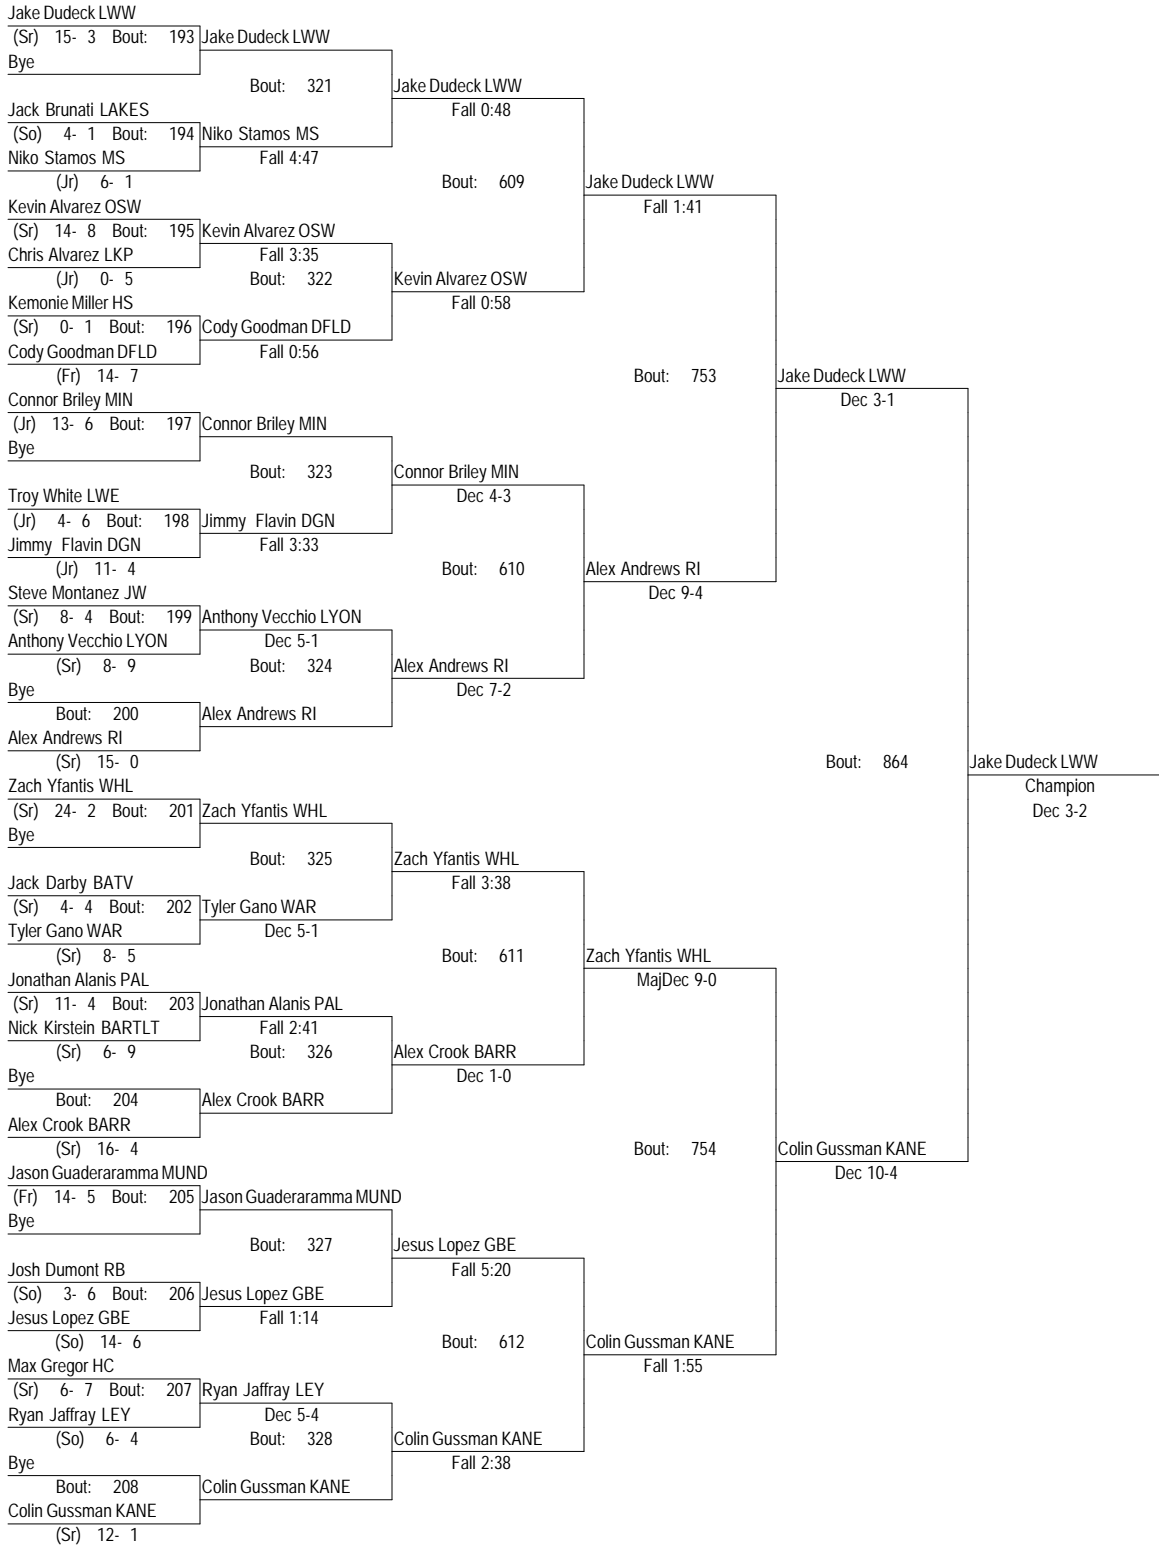 Jake Dudeck LWW
(Sr) 15- 3 Bout: 193 Jake Dudeck LWW
Bye
Bout: 321 Jake Dudeck LWW
Jack Brunati LAKES Fall 0:48
(So) 4- 1 Bout: 194 Niko Stamos MS
Niko Stamos MS Fall 4:47
(Jr) 6- 1 Bout: 609 Jake Dudeck LWW
Kevin Alvarez OSW Fall 1:41
(Sr) 14- 8 Bout: 195 Kevin Alvarez OSW
Chris Alvarez LKP Fall 3:35
(Jr) 0- 5 Bout: 322 Kevin Alvarez OSW
Kemonie Miller HS Fall 0:58
(Sr) 0- 1 Bout: 196 Cody Goodman DFLD
Cody Goodman DFLD Fall 0:56
(Fr) 14- 7 Bout: 753 Jake Dudeck LWW
Connor Briley MIN Dec 3-1
(Jr) 13- 6 Bout: 197 Connor Briley MIN
Bye
Bout: 323 Connor Briley MIN
Troy White LWE Dec 4-3
(Jr) 4- 6 Bout: 198 Jimmy Flavin DGN
Jimmy Flavin DGN Fall 3:33
(Jr) 11- 4 Bout: 610 Alex Andrews RI
Steve Montanez JW Dec 9-4
(Sr) 8- 4 Bout: 199 Anthony Vecchio LYON
Anthony Vecchio LYON Dec 5-1
(Sr) 8- 9 Bout: 324 Alex Andrews RI
Bye Dec 7-2
Bout: 200 Alex Andrews RI
Alex Andrews RI
(Sr) 15- 0 Bout: 864 Jake Dudeck LWW
Zach Yfantis WHL Champion
(Sr) 24- 2 Bout: 201 Zach Yfantis WHL Dec 3-2
Bye
Bout: 325 Zach Yfantis WHL
Jack Darby BATV Fall 3:38
(Sr) 4- 4 Bout: 202 Tyler Gano WAR
Tyler Gano WAR Dec 5-1
(Sr) 8- 5 Bout: 611 Zach Yfantis WHL
Jonathan Alanis PAL MajDec 9-0
(Sr) 11- 4 Bout: 203 Jonathan Alanis PAL
Nick Kirstein BARTLT Fall 2:41
(Sr) 6- 9 Bout: 326 Alex Crook BARR
Bye Dec 1-0
Bout: 204 Alex Crook BARR
Alex Crook BARR
(Sr) 16- 4 Bout: 754 Colin Gussman KANE
Jason Guaderaramma MUND Dec 10-4
(Fr) 14- 5 Bout: 205 Jason Guaderaramma MUND
Bye
Bout: 327 Jesus Lopez GBE
Josh Dumont RB Fall 5:20
(So) 3- 6 Bout: 206 Jesus Lopez GBE
Jesus Lopez GBE Fall 1:14
(So) 14- 6 Bout: 612 Colin Gussman KANE
Max Gregor HC Fall 1:55
(Sr) 6- 7 Bout: 207 Ryan Jaffray LEY
Ryan Jaffray LEY Dec 5-4
(So) 6- 4 Bout: 328 Colin Gussman KANE
Bye Fall 2:38
Bout: 208 Colin Gussman KANE
Colin Gussman KANE
(Sr) 12- 1